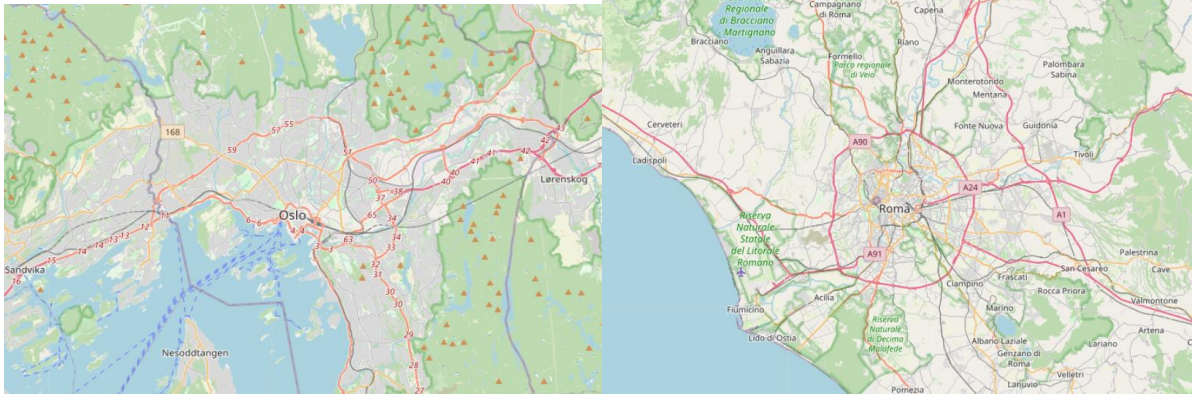 168
55
57
59
51
50
38
37
65
34
40
40
41
41
42
42
43
Lørenskog
Oslo
6
6
4
4
3
3
63
34
33
32
31
30
30
29
28
27
11
12
12
13
13
14
14
15
16
Sandvika
Nesoddtangen
Regionale
di Bracciano
Martignano
Bracciano
Anguillara
Sabazia
Campagnano
di Roma
Capena
Formello
Riano
Parco regionale
di Veio
Monterotondo
Mentana
Palombara
Sabina
Cerveteri
Ladispoli
Fonte Nuova
Guidonia
Tivoli
A90
A24
A1
Roma
A91
Riserva
Naturale
Statale
del Litorale
Romano
Fiumicino
Acilia
Lido di Ostia
Riserva
Naturale
di Decima
Malafede
Pomezia
Ciampino
Frascati
San Cesareo
Palestrina
Cave
Rocca Priora
Valmontone
Marino
Albano Laziale
Genzano di
Roma
Lariano
Artena
Velletri
Lanuvio